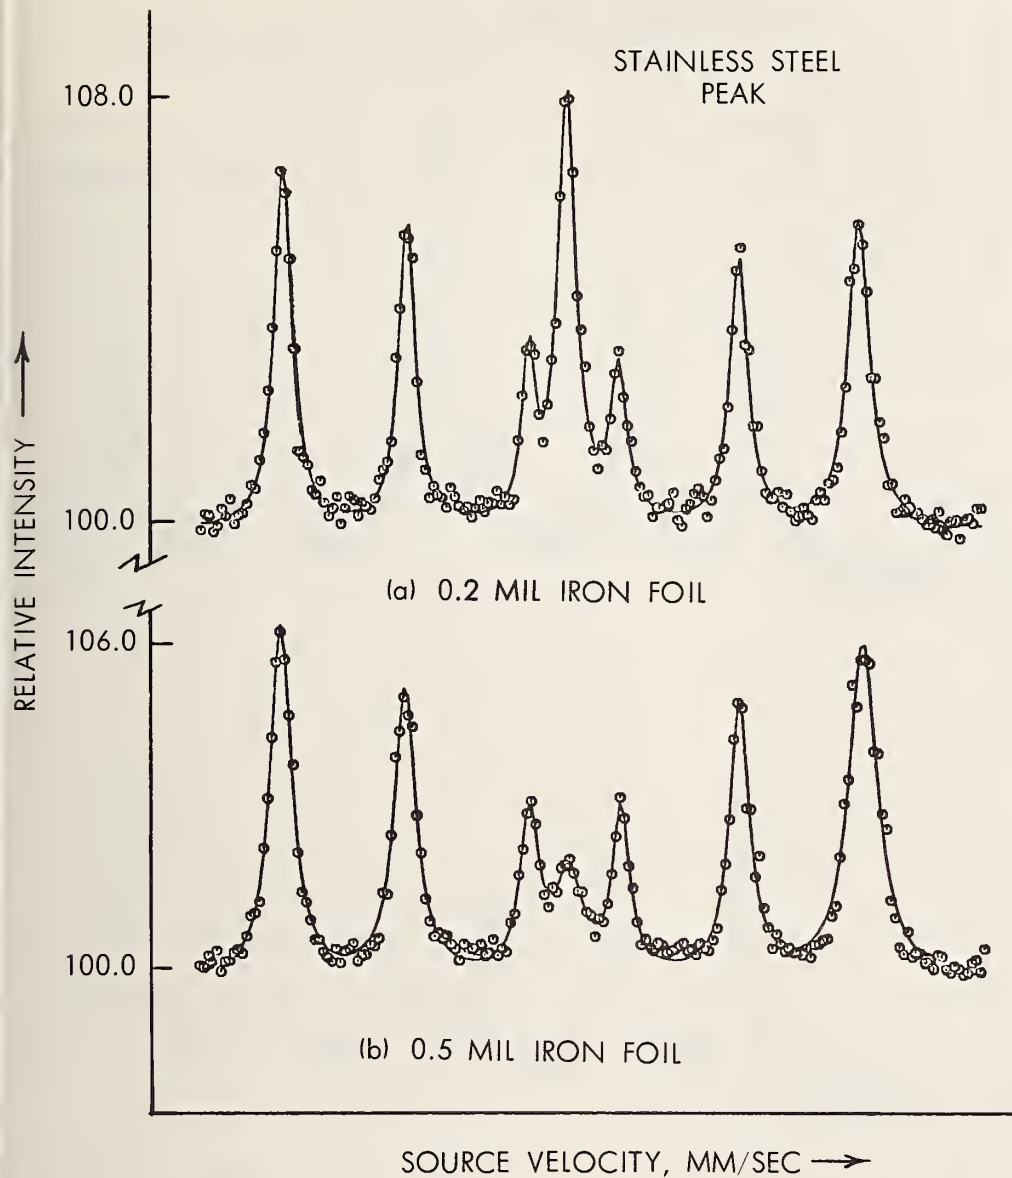 STAINLESS STEEL
PEAK
108.0
100.0
(a) 0.2 MIL IRON FOIL
RELATIVE INTENSITY
106.0
100.0
(b) 0.5 MIL IRON FOIL
SOURCE VELOCITY, MM/SEC